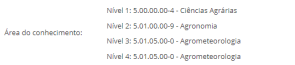 Nível 1: 5.00.00.00-4 - Ciências Agrárias
Nível 2: 5.01.00.00-9 - Agronomia
Área do conhecimento:
Nível 3: 5.01.05.00-0 - Agrometeorologia
Nível 4: 5.01.05.00-0 - Agrometeorologia